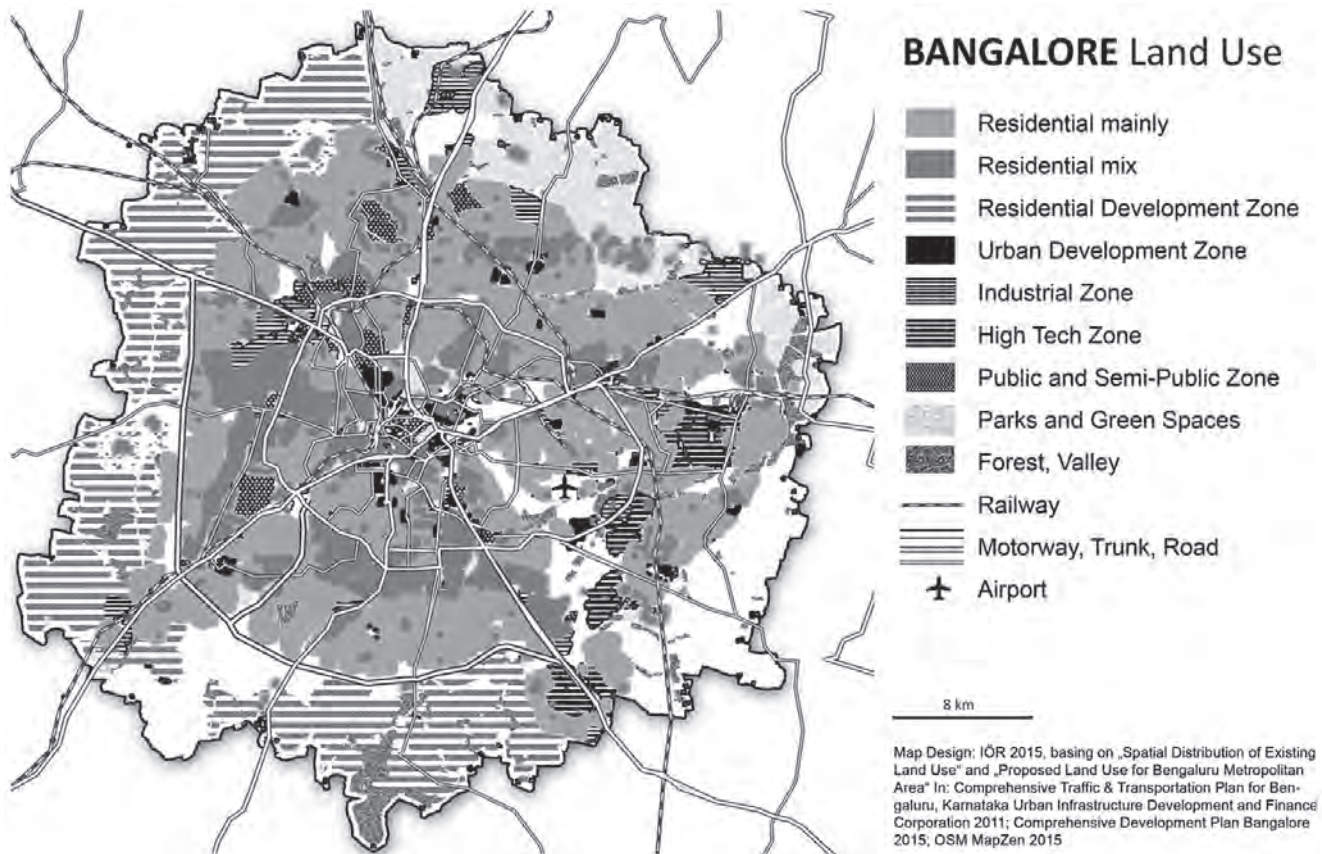 BANGALORE Land Use
Residential mainly
Residential mix
Residential Development Zone
Urban Development Zone
Industrial Zone
High Tech Zone
Public and Semi-Public Zone
Parks and Green Spaces
Forest, Valley
Railway
Motorway, Trunk, Road
Airport
8 km
Map Design: IÖR 2015, basing on „Spatial Distribution of Existing
Land Use“ and „Proposed Land Use for Bengaluru Metropolitan
Area“ In: Comprehensive Traffic & Transportation Plan for Ben-
galuru, Karnataka Urban Infrastructure Development and Finance
Corporation 2011; Comprehensive Development Plan Bangalore
2015; OSM MapZen 2015